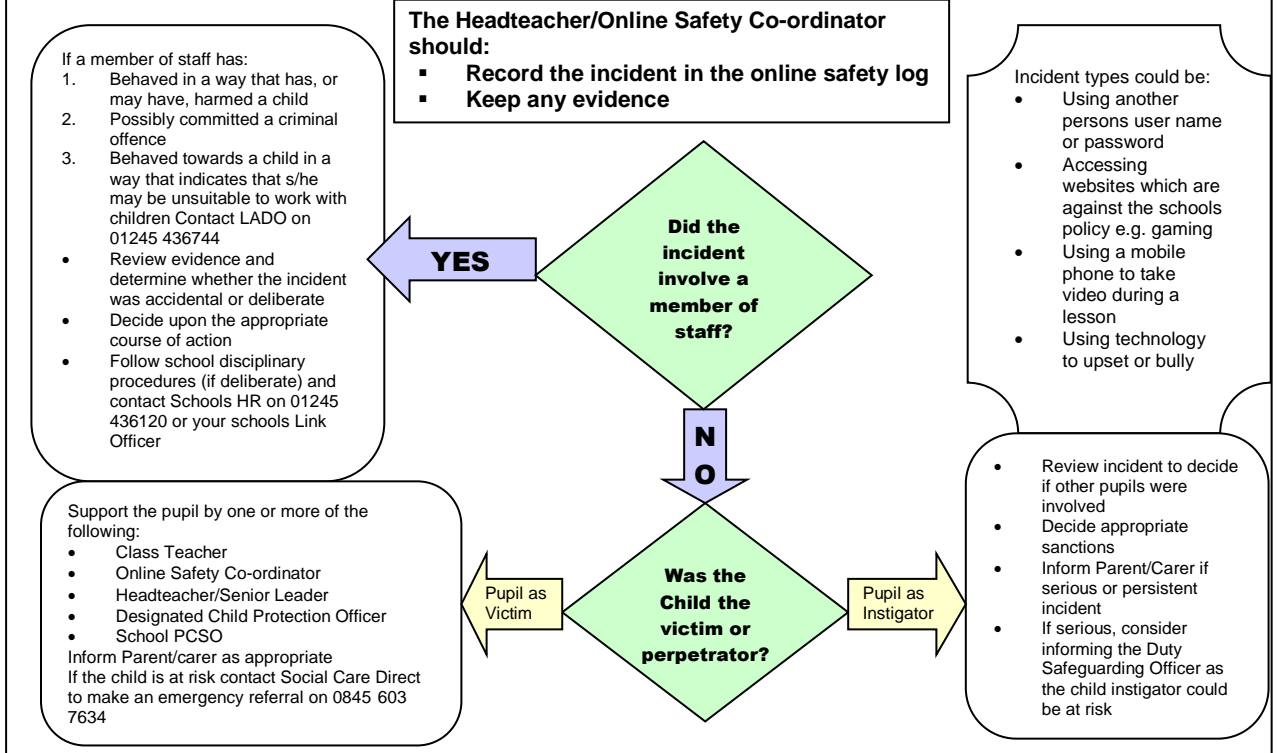 The Headteacher/Online Safety Co-ordinator
should:
▪ Record the incident in the online safety log
▪ Keep any evidence
If a member of staff has:
1. Behaved in a way that has, or
may have, harmed a child
2. Possibly committed a criminal
offence
3. Behaved towards a child in a
way that indicates that s/he
may be unsuitable to work with
children Contact LADO on
01245 436744
• Review evidence and
determine whether the incident
was accidental or deliberate
• Decide upon the appropriate
course of action
• Follow school disciplinary
procedures (if deliberate) and
contact Schools HR on 01245
436120 or your schools Link
Officer
YES
Did the
incident
involve a
member of
staff?
Incident types could be:
• Using another
persons user name
or password
• Accessing
websites which are
against the schools
policy e.g. gaming
• Using a mobile
phone to take
video during a
lesson
• Using technology
to upset or bully
N
O
Support the pupil by one or more of the
following:
• Class Teacher
• Online Safety Co-ordinator
• Headteacher/Senior Leader
• Designated Child Protection Officer
• School PCSO
Inform Parent/carer as appropriate
If the child is at risk contact Social Care Direct
to make an emergency referral on 0845 603
7634
Pupil as
Victim
Was the
Child the
victim or
perpetrator?
Pupil as
Instigator
• Review incident to decide
if other pupils were
involved
• Decide appropriate
sanctions
• Inform Parent/Carer if
serious or persistent
incident
• If serious, consider
informing the Duty
Safeguarding Officer as
the child instigator could
be at risk